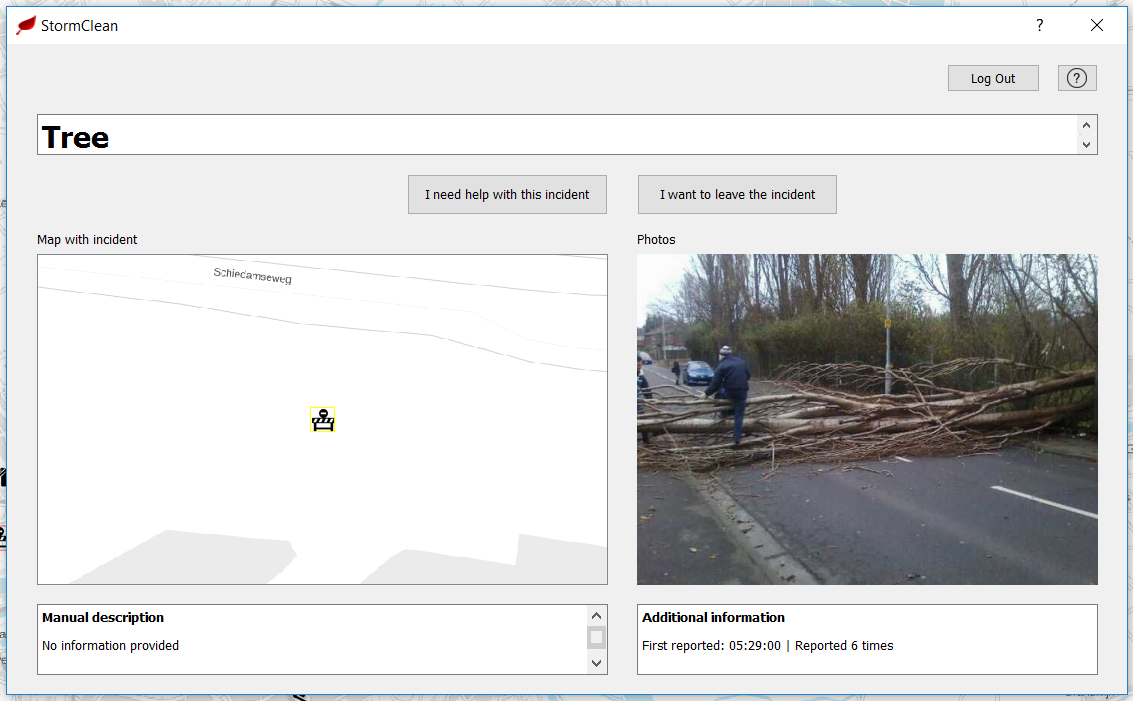 StormClean
?
Log Out
?
Tree
I need help with this incident
I want to leave the incident
Map with incident
Photos
Schiedamseweg
Manual description
No information provided
Additional information
First reported: 05:29:00 | Reported 6 times